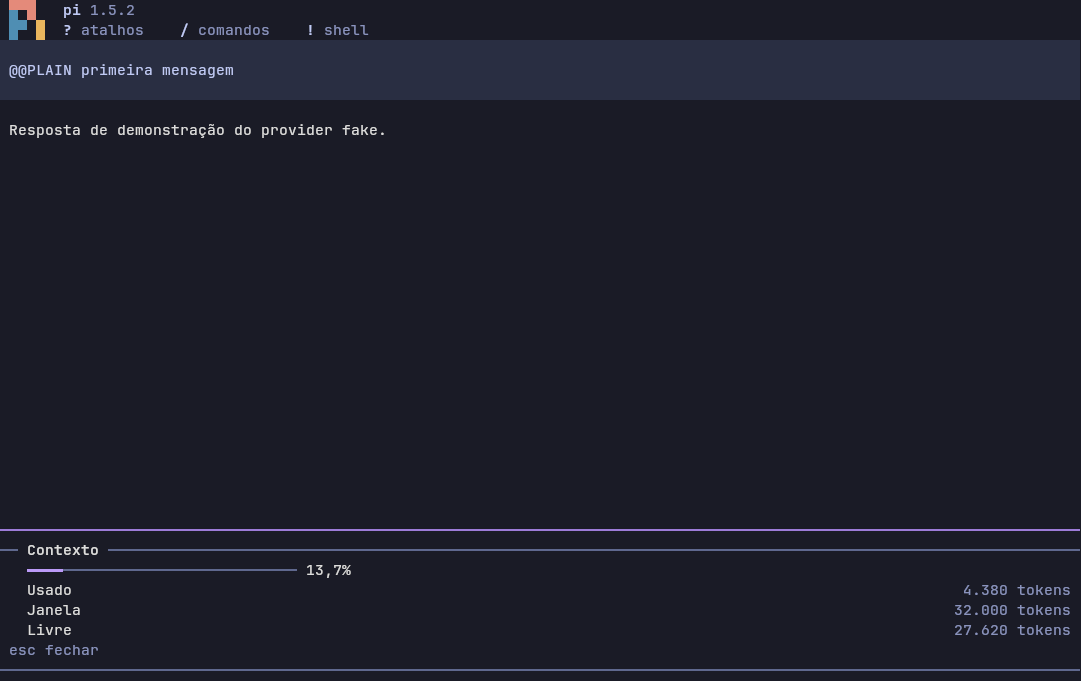 pi 1.5.2
? atalhos / comandos ! shell
@@PLAIN primeira mensagem
Resposta de demonstração do provider fake.
Contexto
13,7%
Usado 4.380 tokens
Janela 32.000 tokens
Livre 27.620 tokens
esc fechar